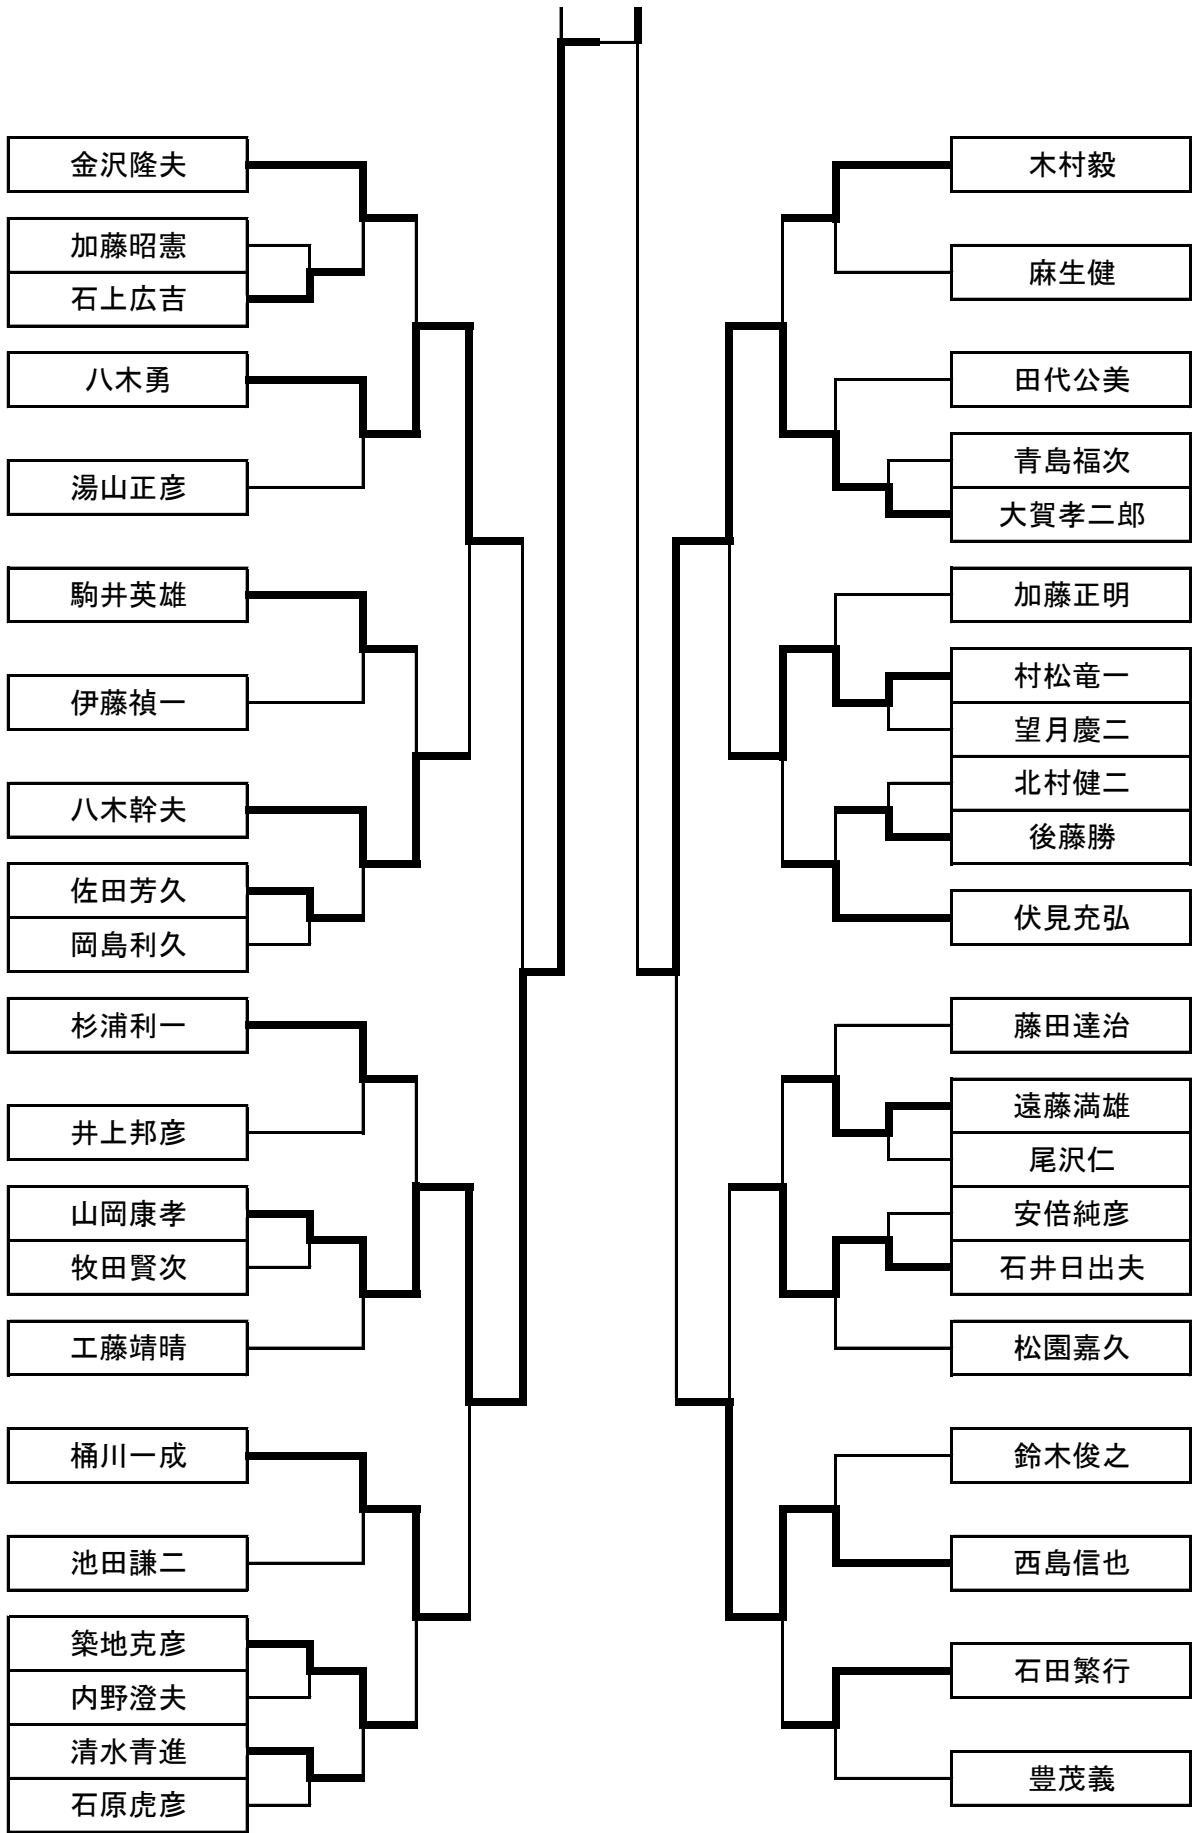 金沢隆夫
加藤昭憲
石上広吉
八木勇
湯山正彦
駒井英雄
伊藤禎一
八木幹夫
佐田芳久
岡島利久
杉浦利一
井上邦彦
山岡康孝
牧田賢次
工藤靖晴
桶川一成
池田謙二
築地克彦
内野澄夫
清水青進
石原虎彦
木村毅
麻生健
田代公美
青島福次
大賀孝二郎
加藤正明
村松竜一
望月慶二
北村健二
後藤勝
伏見充弘
藤田達治
遠藤満雄
尾沢仁
安倍純彦
石井日出夫
松園嘉久
鈴木俊之
西島信也
石田繁行
豊茂義